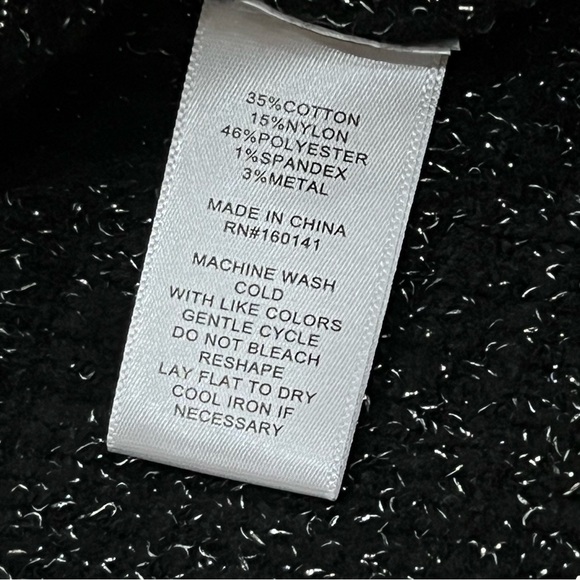 35%COTTON
15%NYLON
46%POLYESTER
1%SPANDEX
3%METAL
MADE IN CHINA
RN#160141
MACHINE WASH
COLD
WITH LIKE COLORS
GENTLE CYCLE
DO NOT BLEACH
RESHAPE
LAY FLAT TO DRY
COOL IRON IF
NECESSARY